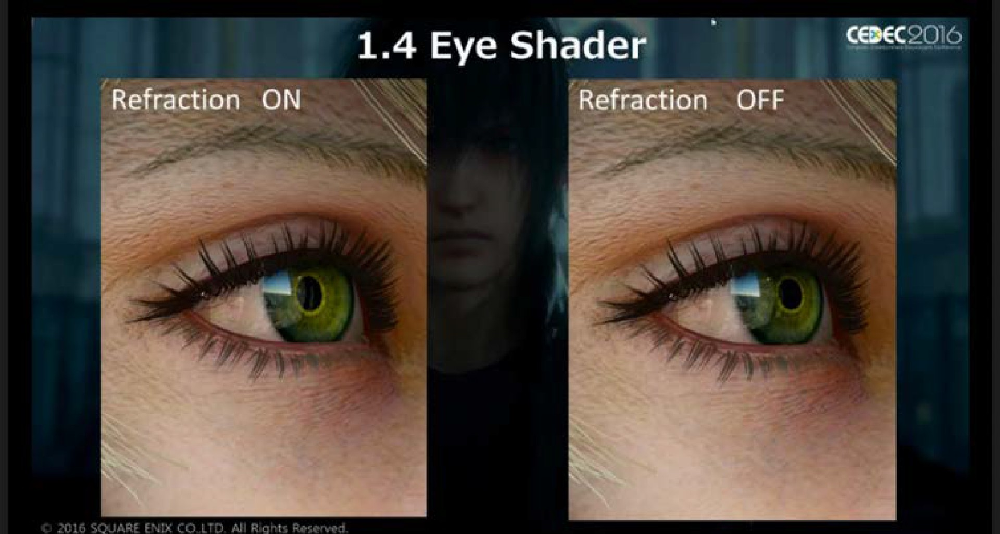 1.4 Eye Shader
CEDEC2016
Refraction ON
Refraction OFF
© 2016 SQUARE ENIX CO.,LTD. All Rights Reserved.